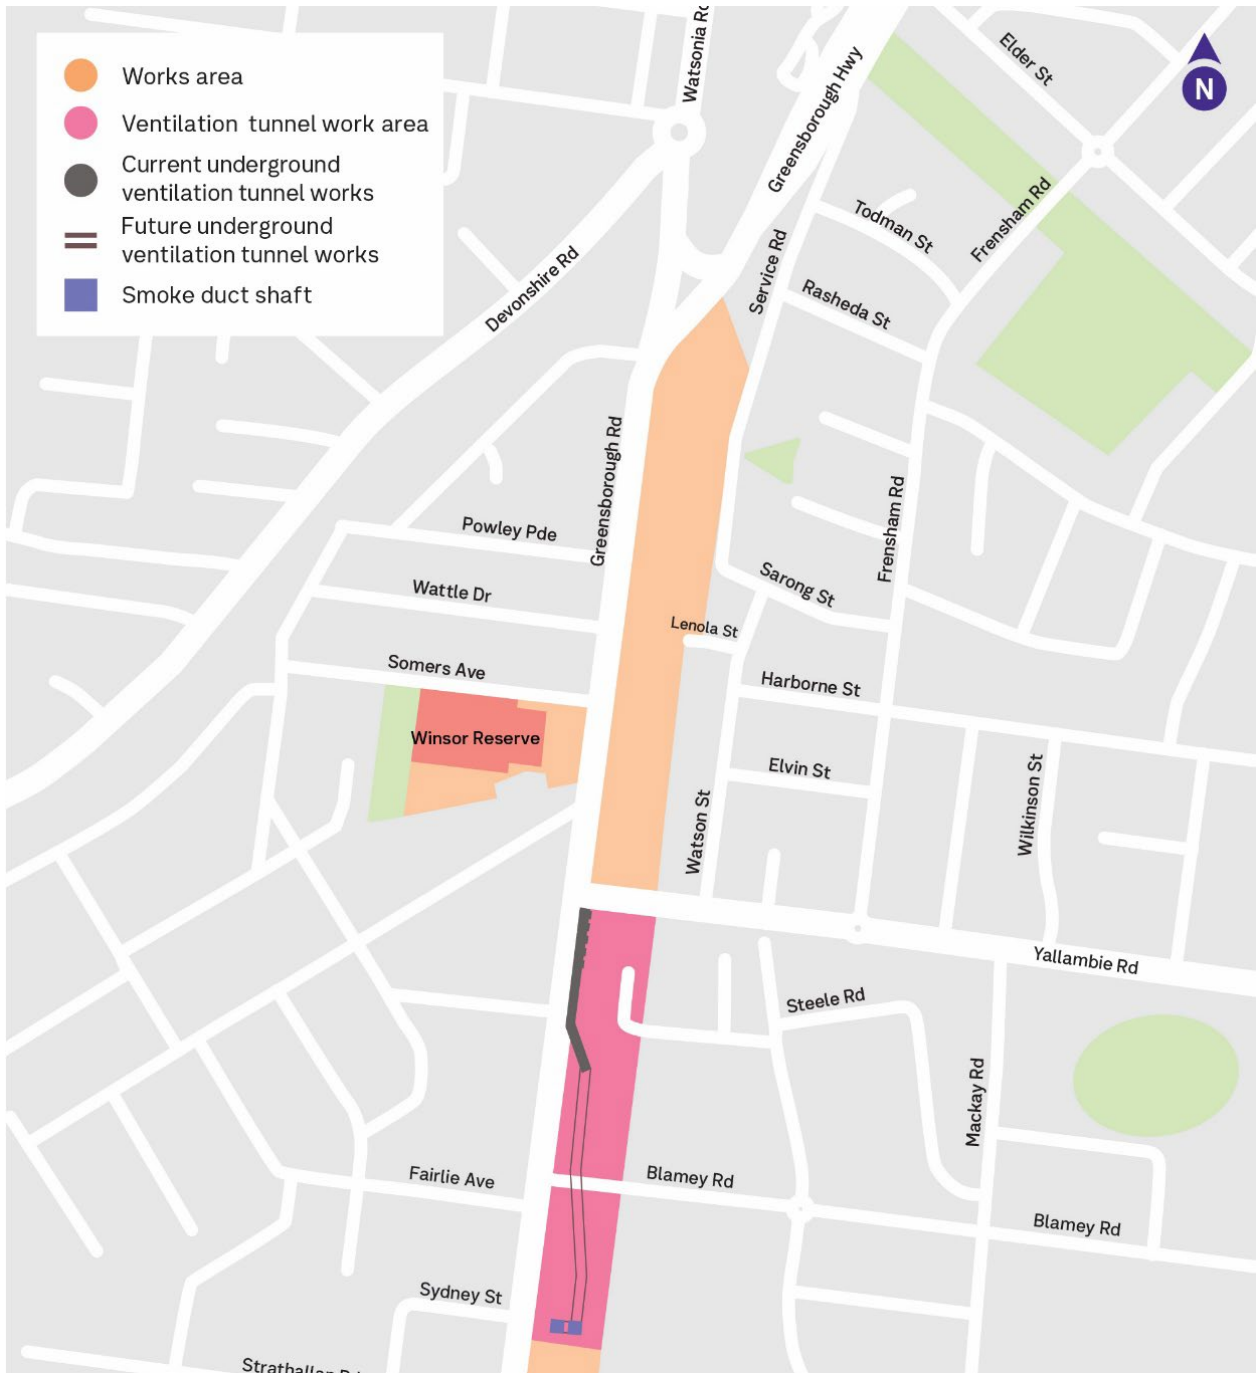 Works area
Ventilation tunnel work area
Current underground
ventilation tunnel works
Future underground
ventilation tunnel works
Smoke duct shaft
N
Watsonia Rd
Greensborough Hwy
Elder St
Frensham Rd
Todman St
Service Rd
Rasheda St
Devonshire Rd
Greensborough Rd
Powley Pde
Wattle Dr
Frensham Rd
Sarong St
Lenola St
Somers Ave
Harborne St
Winsor Reserve
Elvin St
Watson St
Wilkinson St
Yallambie Rd
Steele Rd
Mackay Rd
Fairlie Ave
Blamey Rd
Blamey Rd
Sydney St